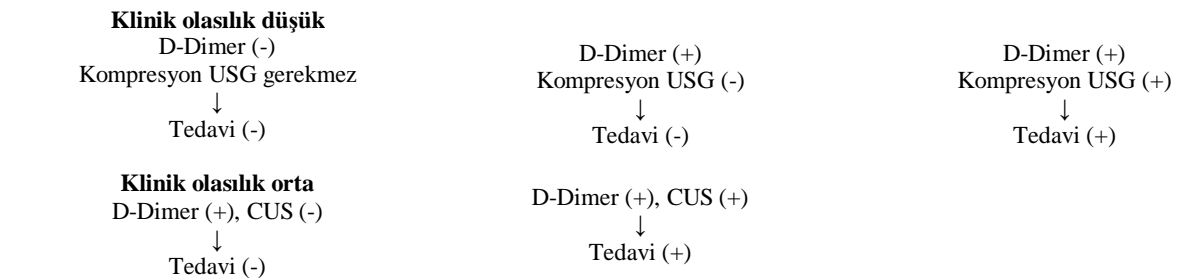 Klinik olasılık düşük
D-Dimer (-)
Kompresyon USG gerekmez
↓
Tedavi (-)
D-Dimer (+)
Kompresyon USG (-)
↓
Tedavi (-)
D-Dimer (+)
Kompresyon USG (+)
↓
Tedavi (+)
Klinik olasılık orta
D-Dimer (+), CUS (-)
↓
Tedavi (-)
D-Dimer (+), CUS (+)
↓
Tedavi (+)